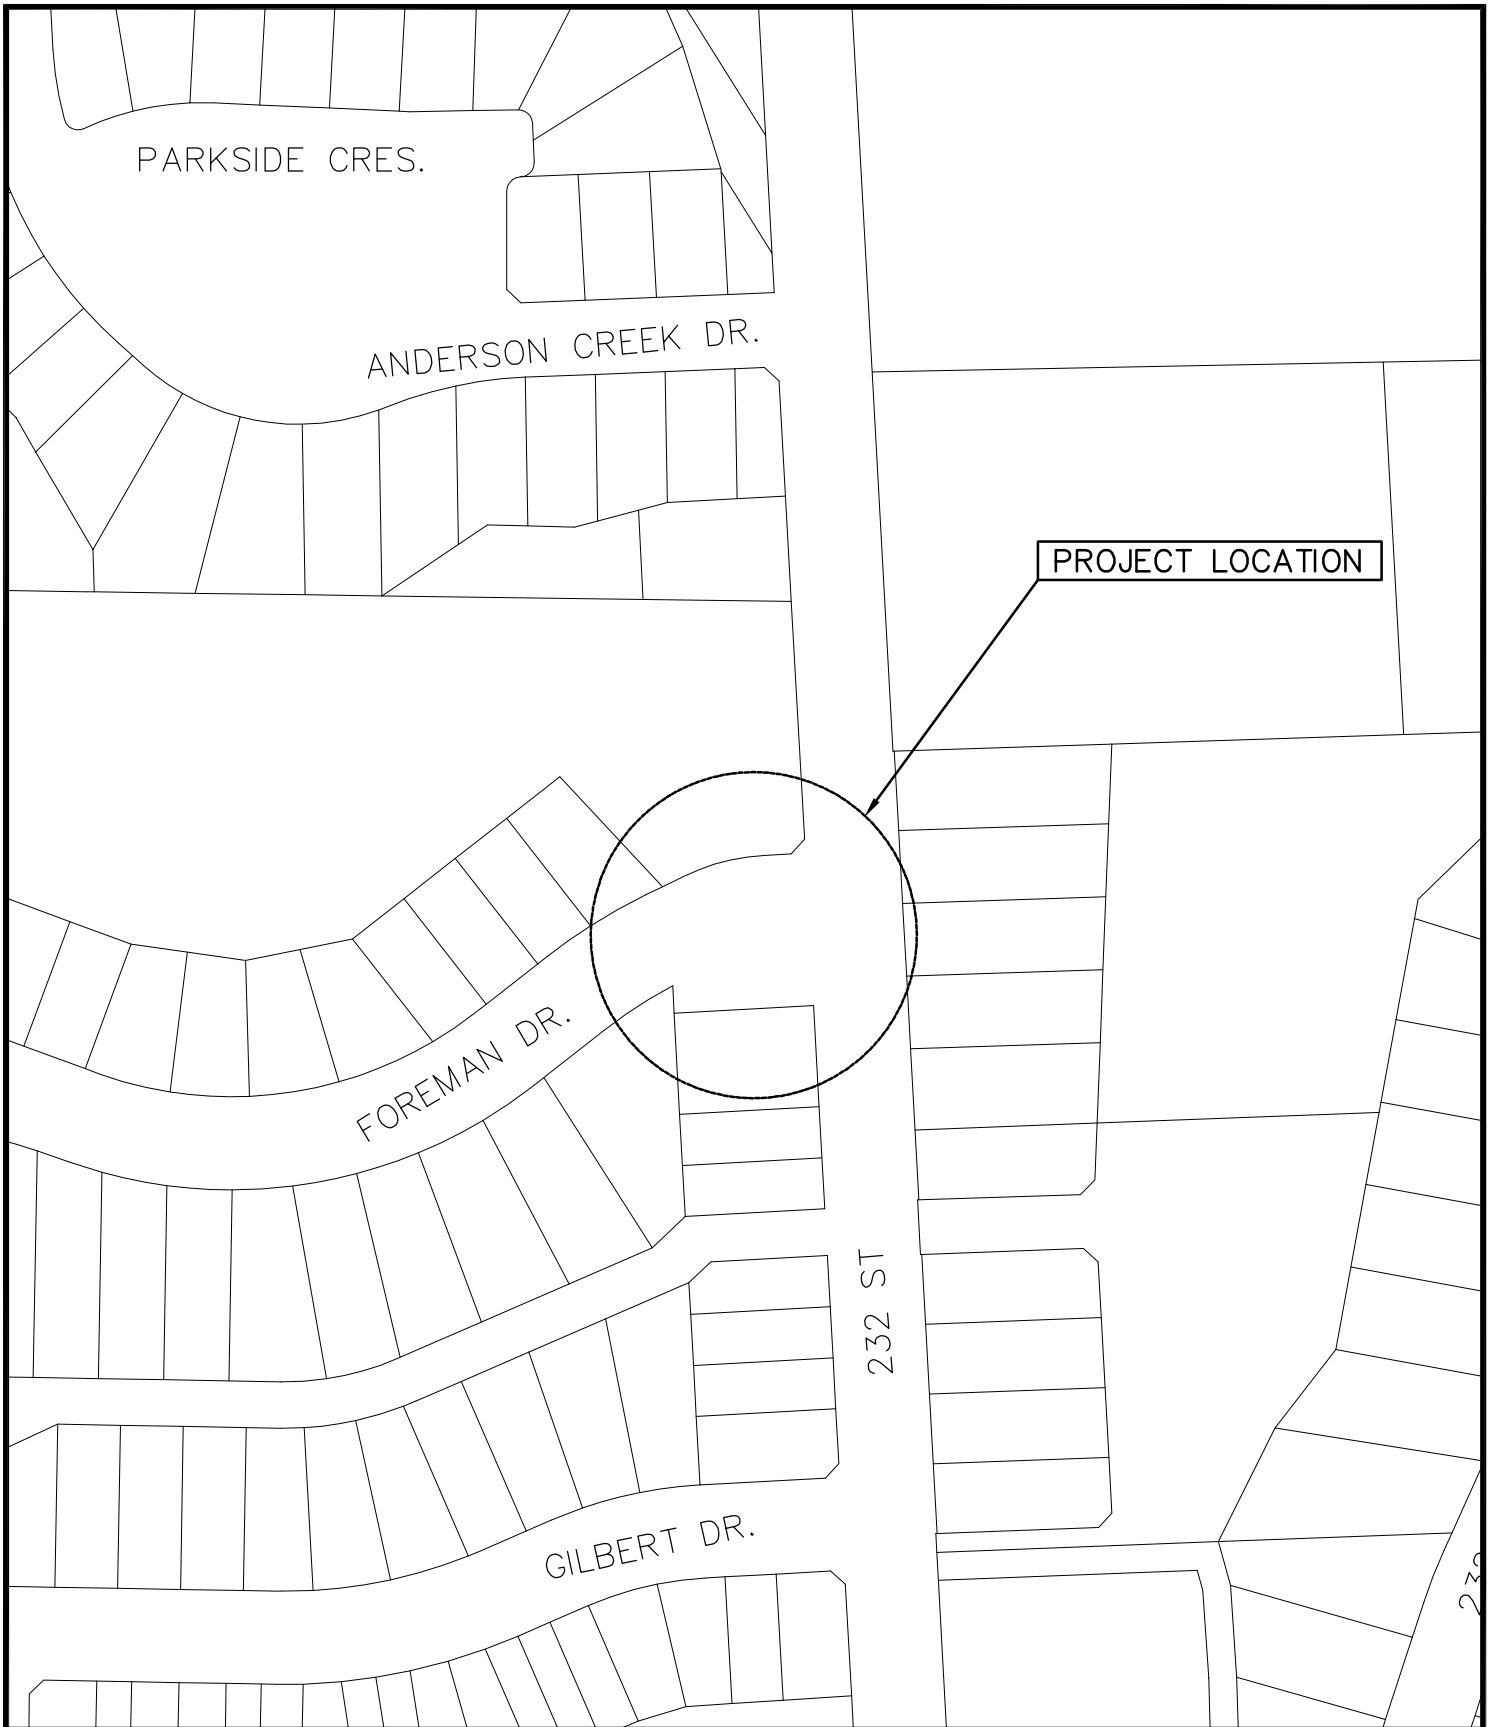 PARKSIDE CRES.
ANDERSON CREEK DR.
PROJECT LOCATION
FOREMAN DR.
232 ST
GILBERT DR.